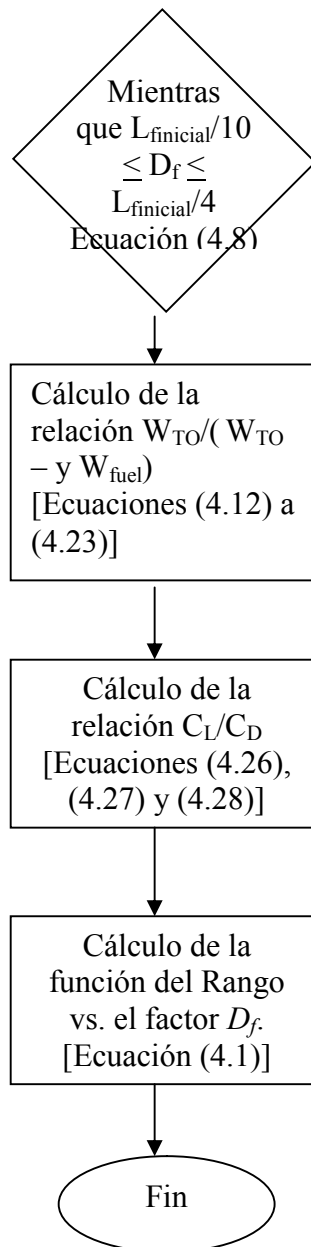 Mientras
que Lfinicial/10
≤ Df ≤
Lfinicial/4
Ecuación (4.8)
Cálculo de la
relación WTO/( WTO
– y Wfuel)
[Ecuaciones (4.12) a
(4.23)]
Cálculo de la
relación CL/CD
[Ecuaciones (4.26),
(4.27) y (4.28)]
Cálculo de la
función del Rango
vs. el factor Df.
[Ecuación (4.1)]
Fin